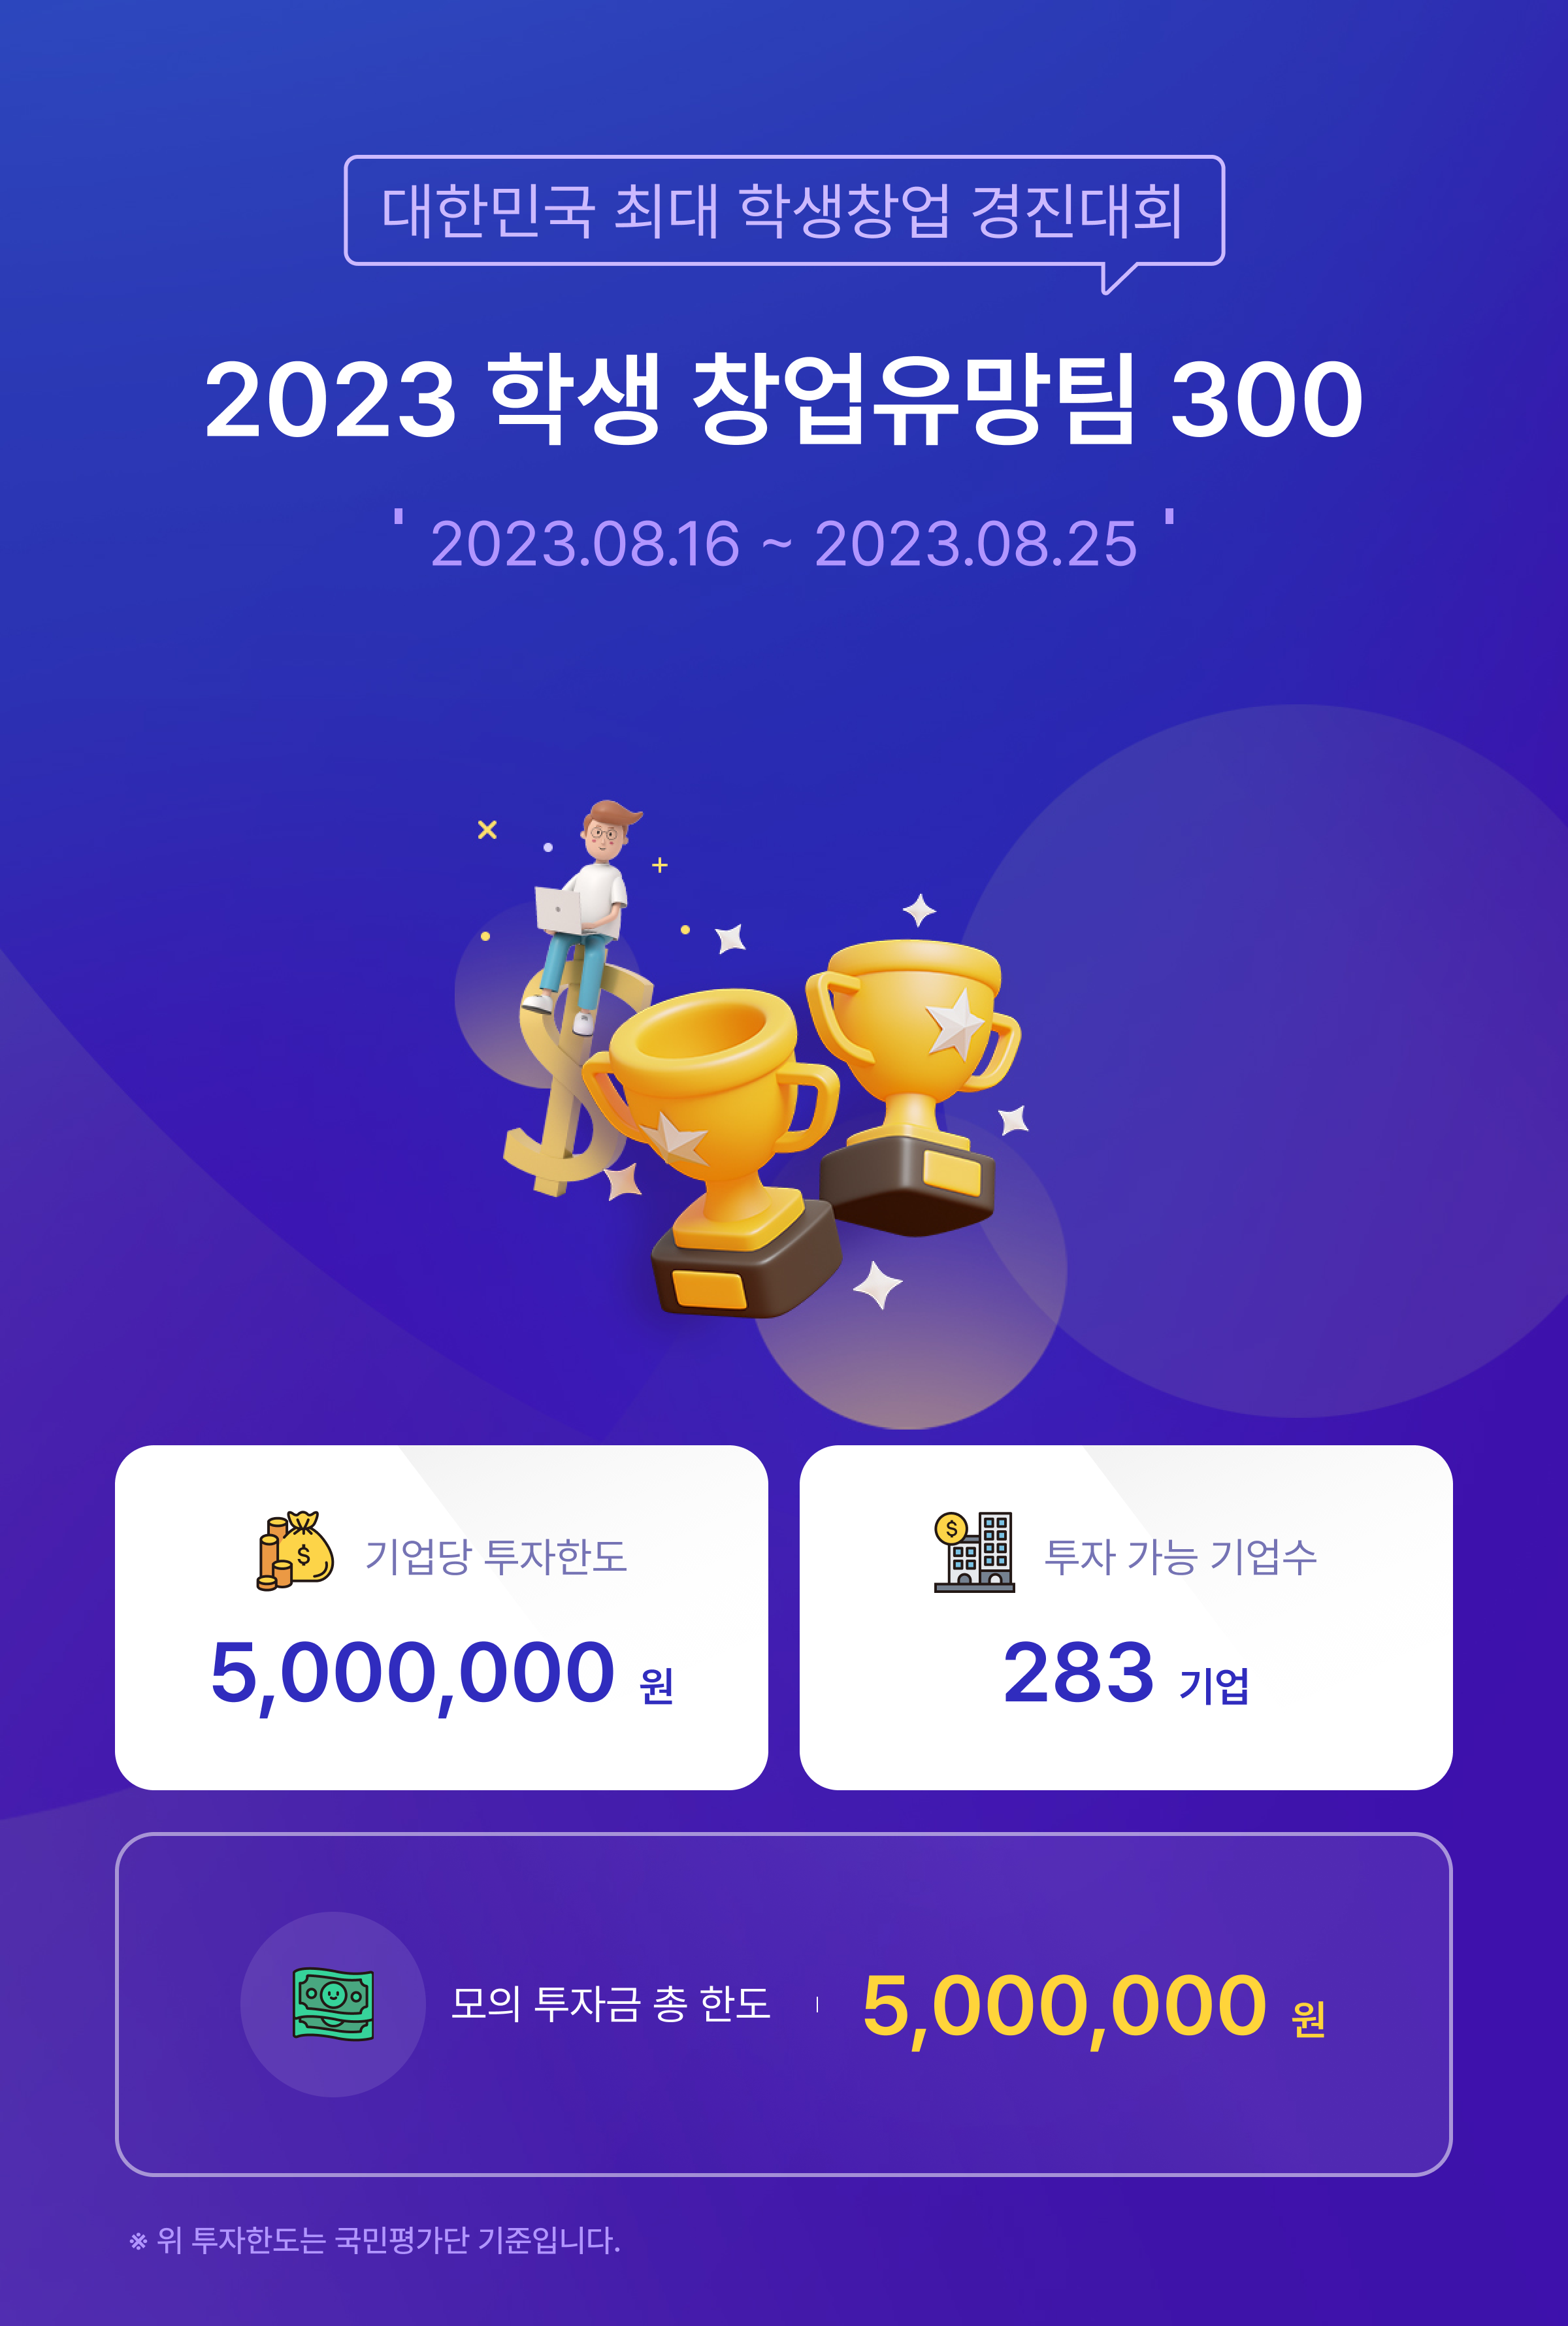 대한민국 최대 학생창업 경진대회
2023 학생 창업유망팀 300
' 2023.08.16 ~ 2023.08.25 '
기업당 투자한도
5,000,000 원
투자 가능 기업수
283 기업
모의 투자금 총 한도
5,000,000 원
※ 위 투자한도는 국민평가단 기준입니다.